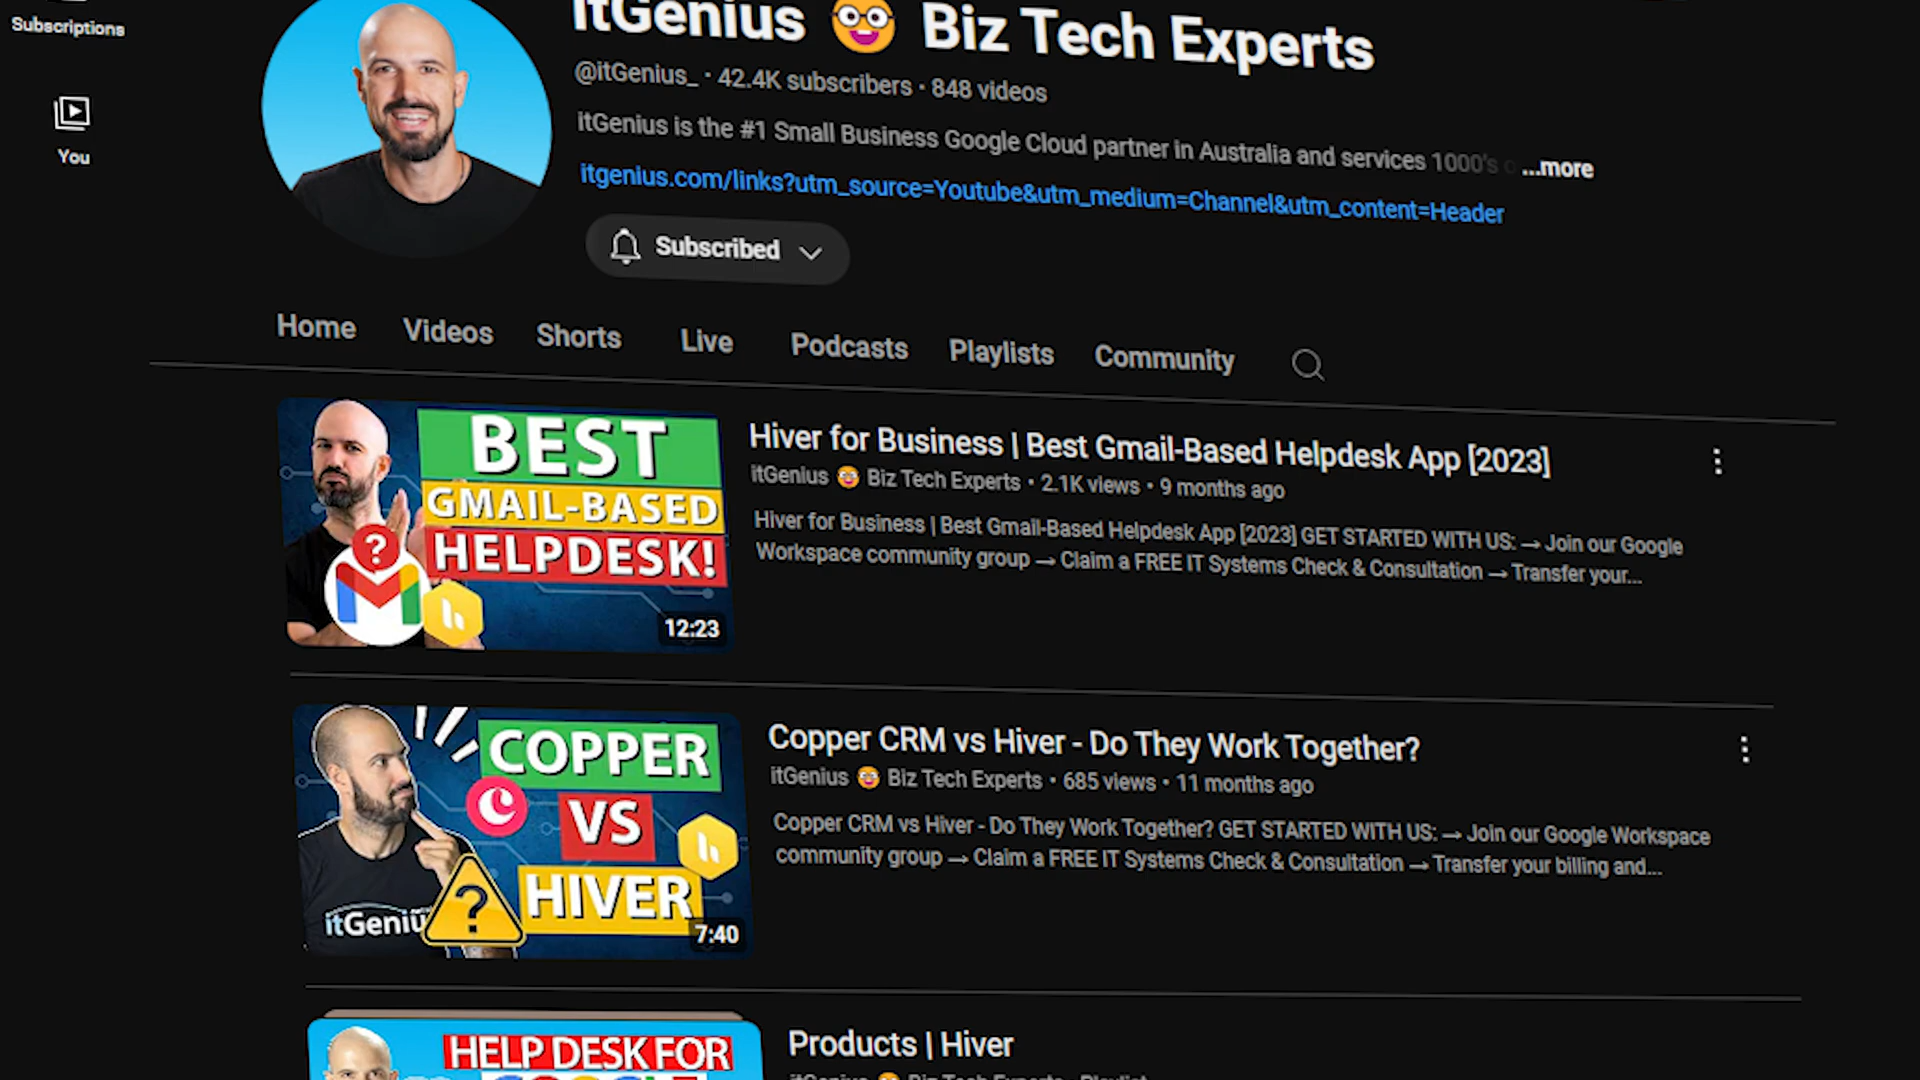 Subscriptions
You
itGenius 🤓 Biz Tech Experts
@itGenius_ • 42.4K subscribers • 848 videos
itGenius is the #1 Small Business Google Cloud partner in Australia and services 1000's o ...more
itgenius.com/links?utm_source=Youtube&utm_medium=Channel&utm_content=Header
Subscribed
Home Videos Shorts Live Podcasts Playlists Community
BEST
GMAIL-BASED
HELPDESK!
?
12:23
Hiver for Business | Best Gmail-Based Helpdesk App [2023]
itGenius 🤓 Biz Tech Experts • 2.1K views • 9 months ago
Hiver for Business | Best Gmail-Based Helpdesk App [2023] GET STARTED WITH US: → Join our Google
Workspace community group → Claim a FREE IT Systems Check & Consultation → Transfer your...
COPPER
VS
HIVER
?
itGeniu
7:40
Copper CRM vs Hiver - Do They Work Together?
itGenius 🤓 Biz Tech Experts • 685 views • 11 months ago
Copper CRM vs Hiver - Do They Work Together? GET STARTED WITH US: → Join our Google Workspace
community group → Claim a FREE IT Systems Check & Consultation → Transfer your billing and...
HELP DESK FOR
Products | Hiver
itGenius 🤓 Biz Tech Experts • Playlist